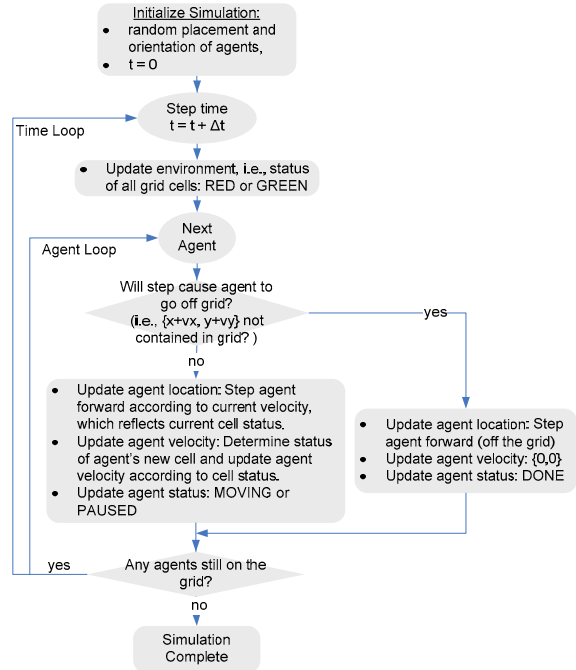 Initialize Simulation:
• random placement and
orientation of agents,
• t = 0
Step time
t = t + Δt
Time Loop
• Update environment, i.e., status
of all grid cells: RED or GREEN
Next
Agent
Agent Loop
Will step cause agent to
go off grid?
(i.e., {x+vx, y+vy} not
contained in grid? )
yes
no
• Update agent location: Step agent
forward according to current velocity,
which reflects current cell status.
• Update agent velocity: Determine status
of agent's new cell and update agent
velocity according to cell status.
• Update agent status: MOVING or
PAUSED
• Update agent location: Step
agent forward (off the grid)
• Update agent velocity: {0,0}
• Update agent status: DONE
Any agents still on the
grid?
yes
no
Simulation
Complete